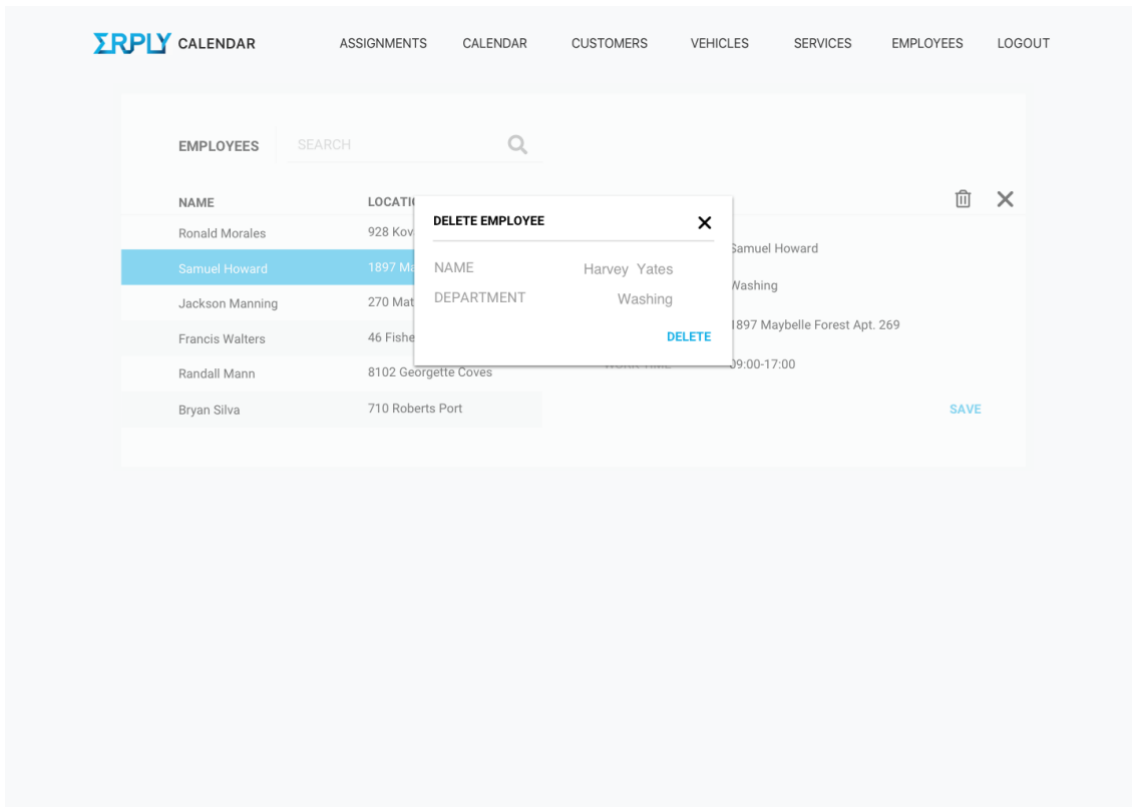 ΣRPLY CALENDAR ASSIGNMENTS CALENDAR CUSTOMERS VEHICLES SERVICES EMPLOYEES LOGOUT
EMPLOYEES SEARCH
NAME
Ronald Morales 928 Kov
Samuel Howard 1897
Jackson Manning 270 Mat
Francis Walters 46 Fishe
Randall Mann 8102 Georgette Coves
Bryan Silva 710 Roberts Port
DELETE EMPLOYEE
NAME Harvey Yates
DEPARTMENT Washing
DELETE
Samuel Howard
Washing
1897 Maybelle Forest Apt. 269
09:00-17:00
SAVE